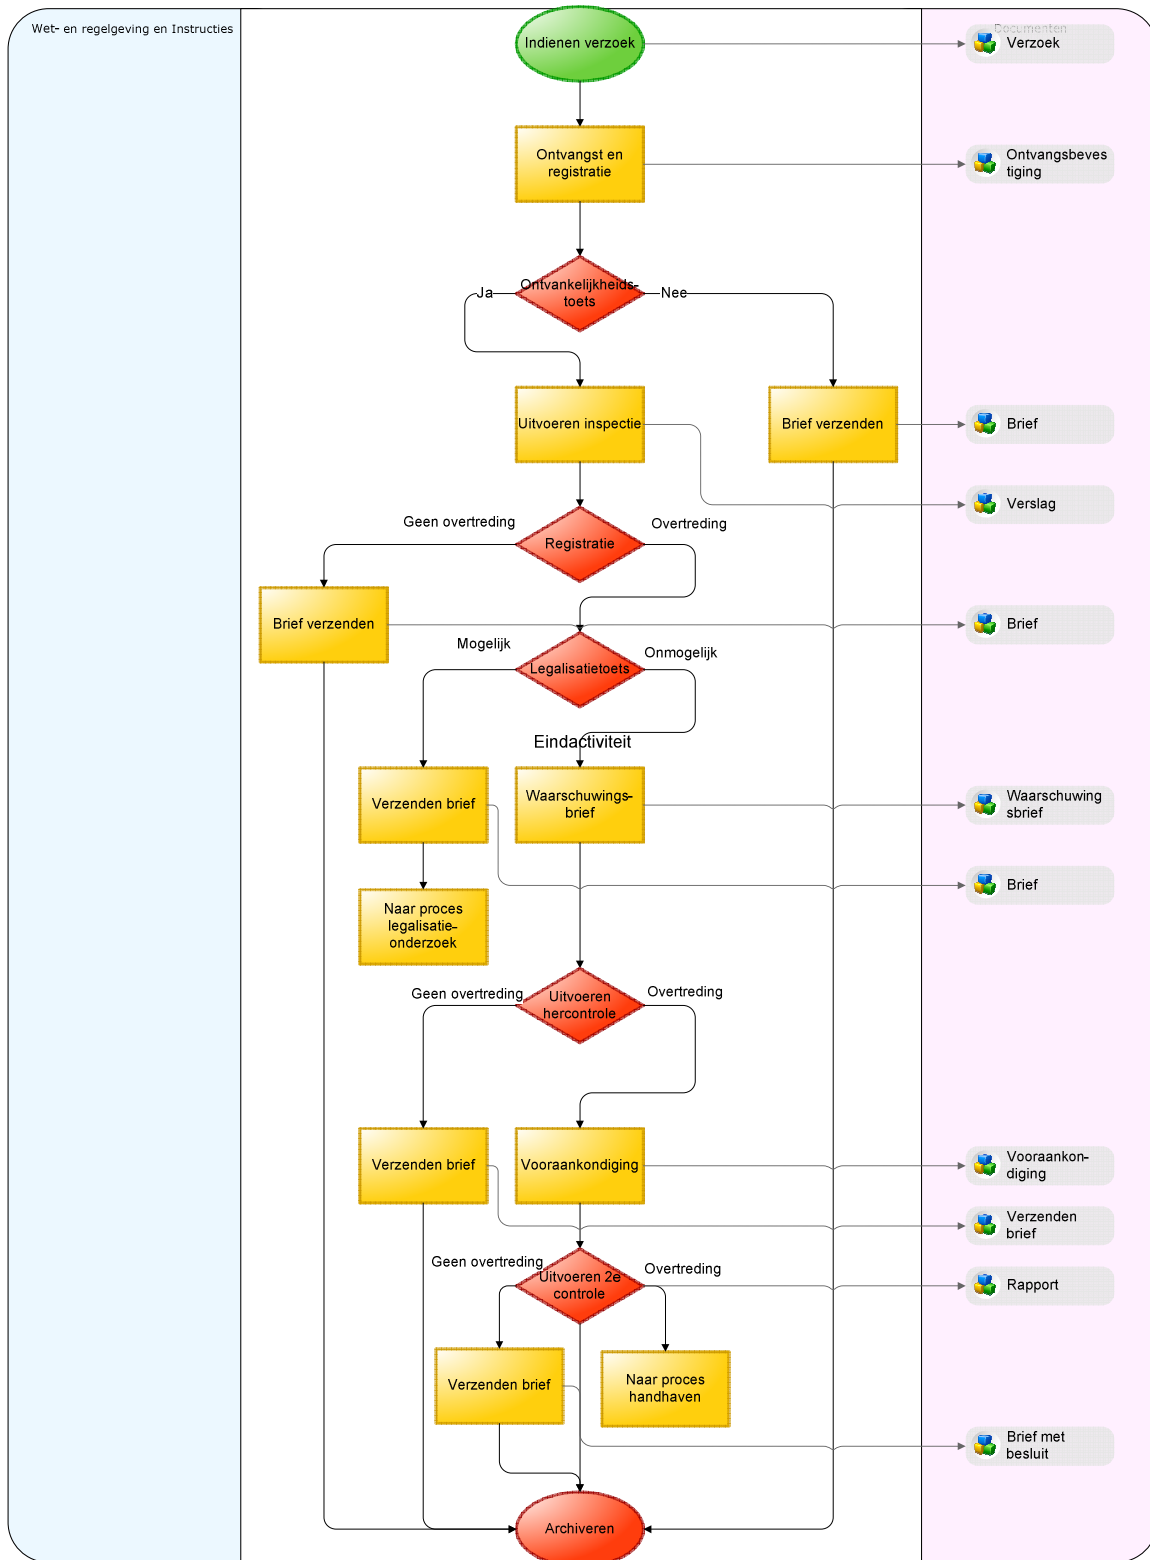 Wet- en regelgeving en Instructies
Documenten
Indienen verzoek
Verzoek
Ontvangst en
registratie
Ontvangsbeves
tiging
Ontvankelijkheids-
toets
Ja
Nee
Uitvoeren inspectie
Brief verzenden
Brief
Verslag
Geen overtreding
Overtreding
Registratie
Brief verzenden
Brief
Mogelijk
Onmogelijk
Legalisatietoets
Eindactiviteit
Verzenden brief
Waarschuwings-
brief
Waarschuwing
sbrief
Brief
Naar proces
legalisatie-
onderzoek
Geen overtreding
Overtreding
Uitvoeren
hercontrole
Verzenden brief
Vooraankondiging
Vooraankon-
diging
Verzenden
brief
Geen overtreding
Overtreding
Uitvoeren 2e
controle
Rapport
Verzenden brief
Naar proces
handhaven
Brief met
besluit
Archiveren